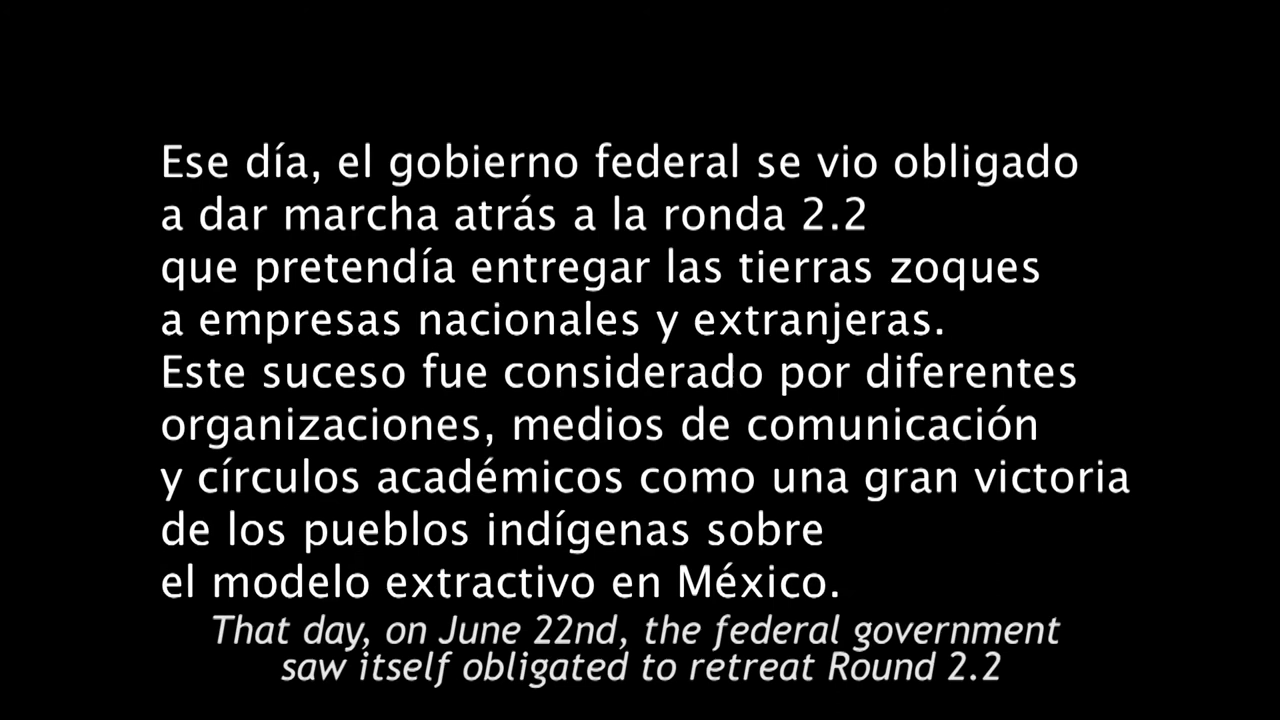 Ese día, el gobierno federal se vio obligado
a dar marcha atrás a la ronda 2.2
que pretendía entregar las tierras zoques
a empresas nacionales y extranjeras.
Este suceso fue considerado por diferentes
organizaciones, medios de comunicación
y círculos académicos como una gran victoria
de los pueblos indígenas sobre
el modelo extractivo en México.
That day, on June 22nd, the federal government
saw itself obligated to retreat Round 2.2